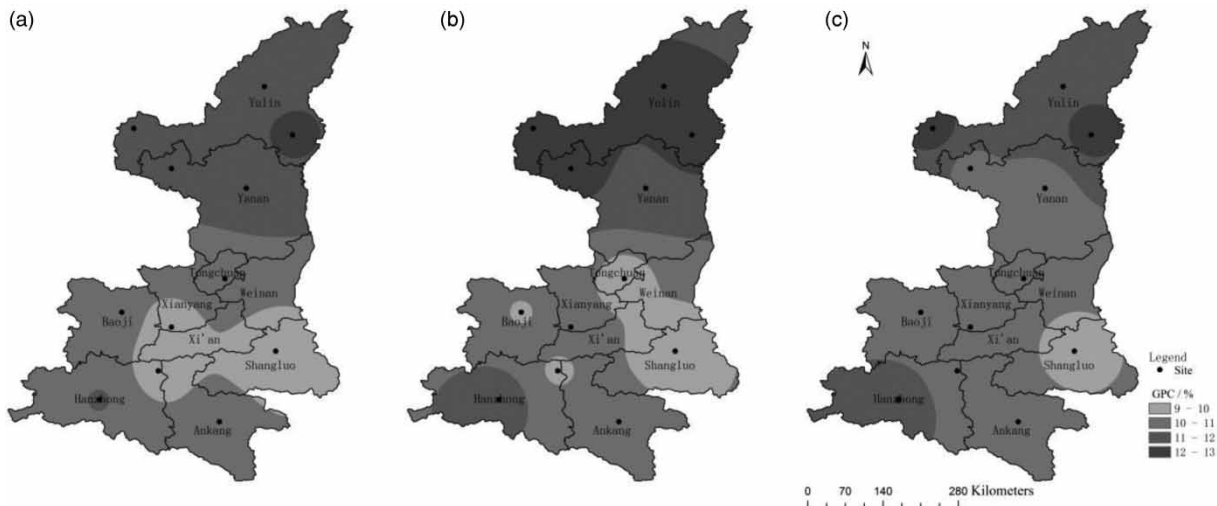 (a)
Yulin
Yanan
Tongchuan
Weinan
Xianyang
Baoji
Xi'an
Shangluo
Hanzhong
Ankang
(b)
Yulin
Yanan
Tongchuan
Weinan
Xianyang
Baoji
Xi'an
Shangluo
Hanzhong
Ankang
(c)
N
Yulin
Yanan
Tongchuan
Weinan
Xianyang
Baoji
Xi'an
Shangluo
Hanzhong
Ankang
Legend
Site
GPC / %
9 - 10
10 - 11
11 - 12
12 - 13
0 70 140 280 Kilometers